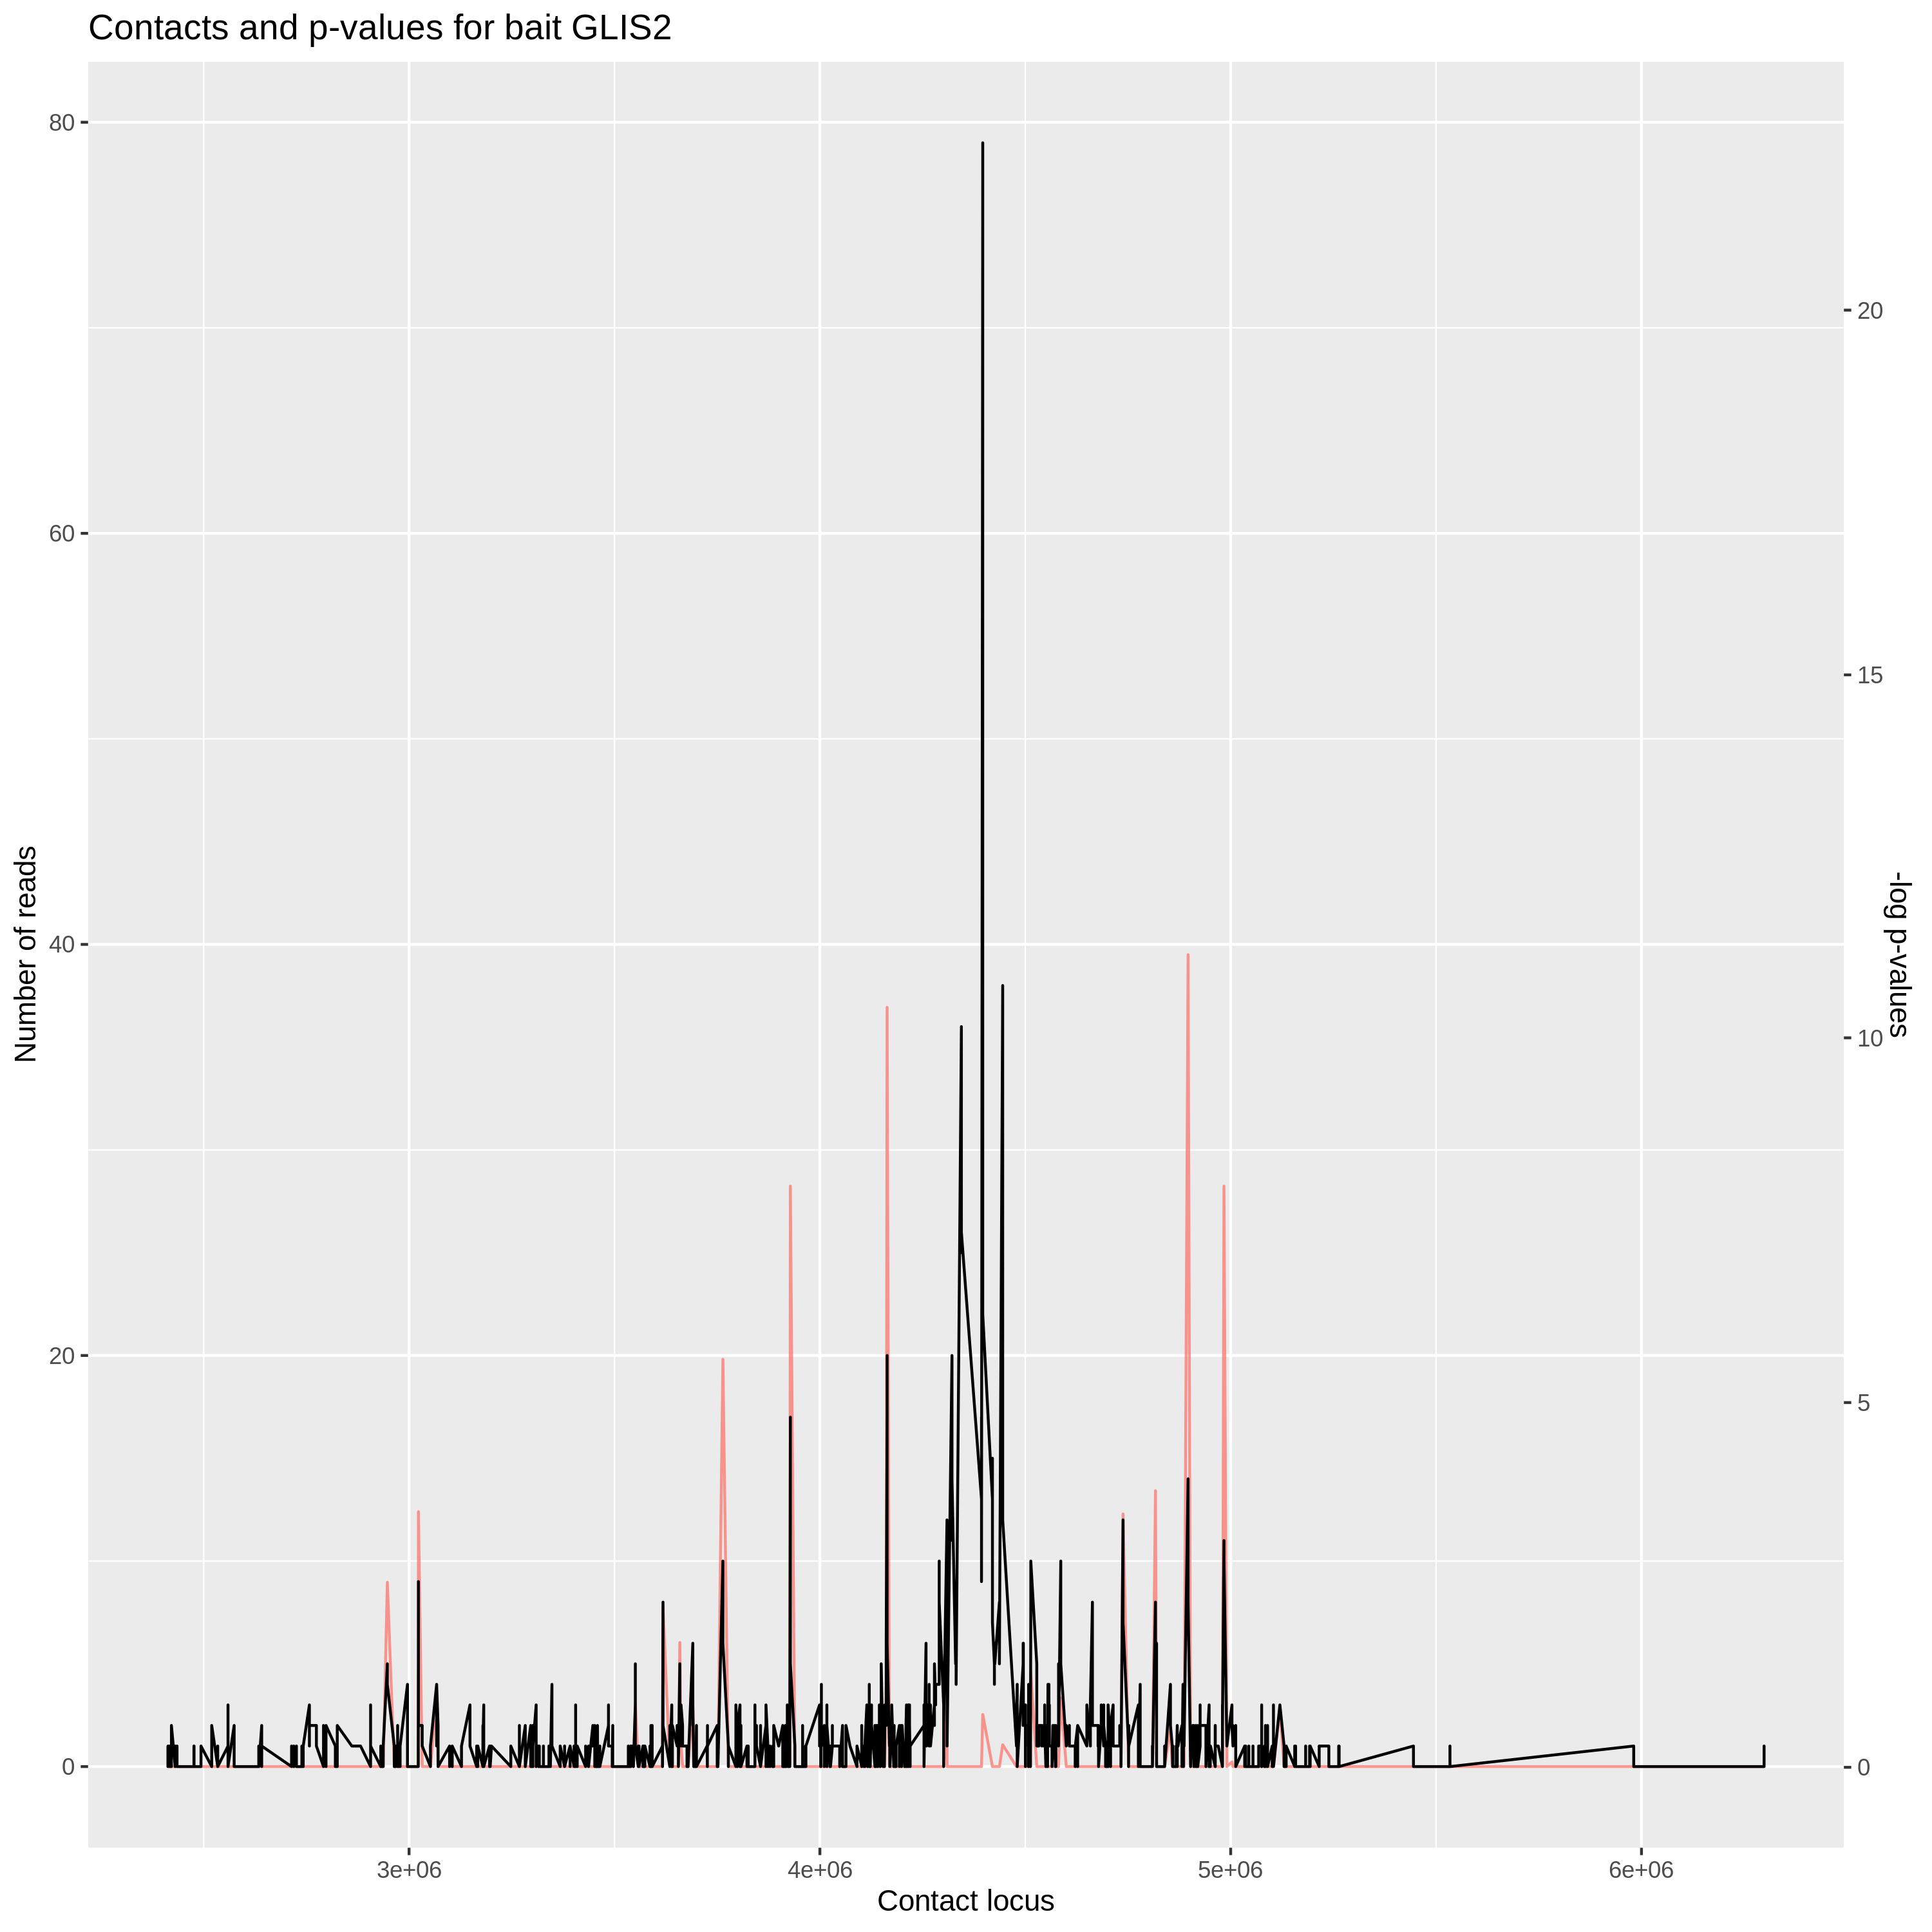 Contacts and p-values for bait GLIS2
80
60
40
20
0
Number of reads
20
15
10
5
0
-log p-values
3e+06
4e+06
5e+06
6e+06
Contact locus